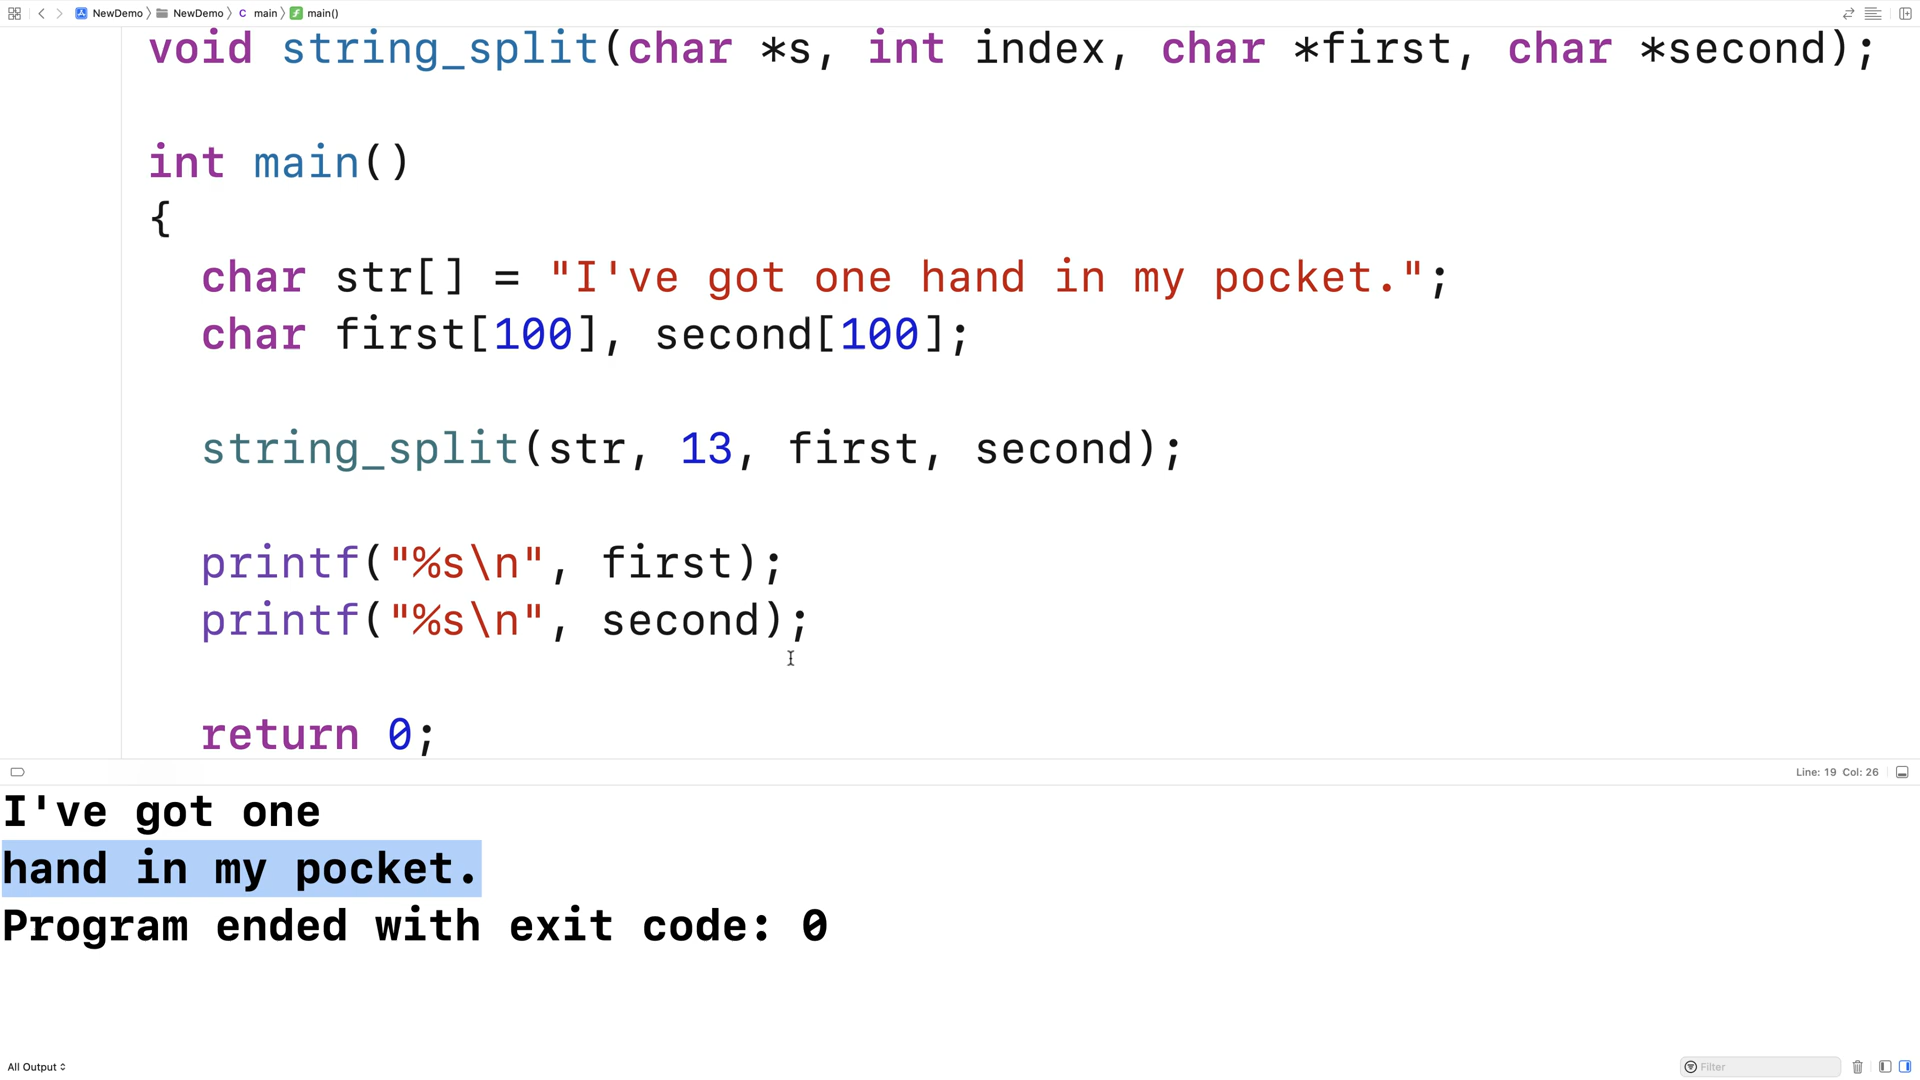 NewDemo NewDemo C main f main()
void string_split(char *s, int index, char *first, char *second);
int main()
{
char str[] = "I've got one hand in my pocket.";
char first[100], second[100];
string_split(str, 13, first, second);
printf("%s\n", first);
printf("%s\n", second);
return 0;
Line: 19 Col: 26
I've got one
hand in my pocket.
Program ended with exit code: 0
All Output
Filter